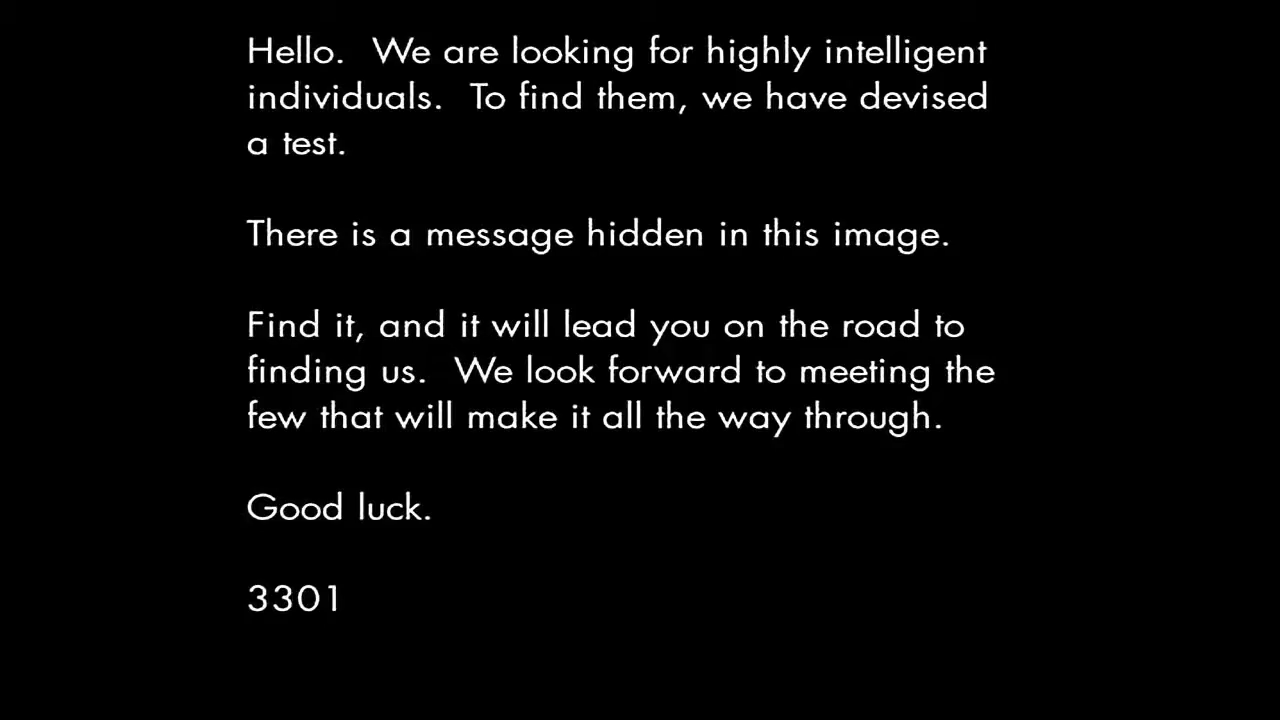 Hello.  We are looking for highly intelligent
individuals.  To find them, we have devised
a test.
There is a message hidden in this image.
Find it, and it will lead you on the road to
finding us.  We look forward to meeting the
few that will make it all the way through.
Good luck.
3301